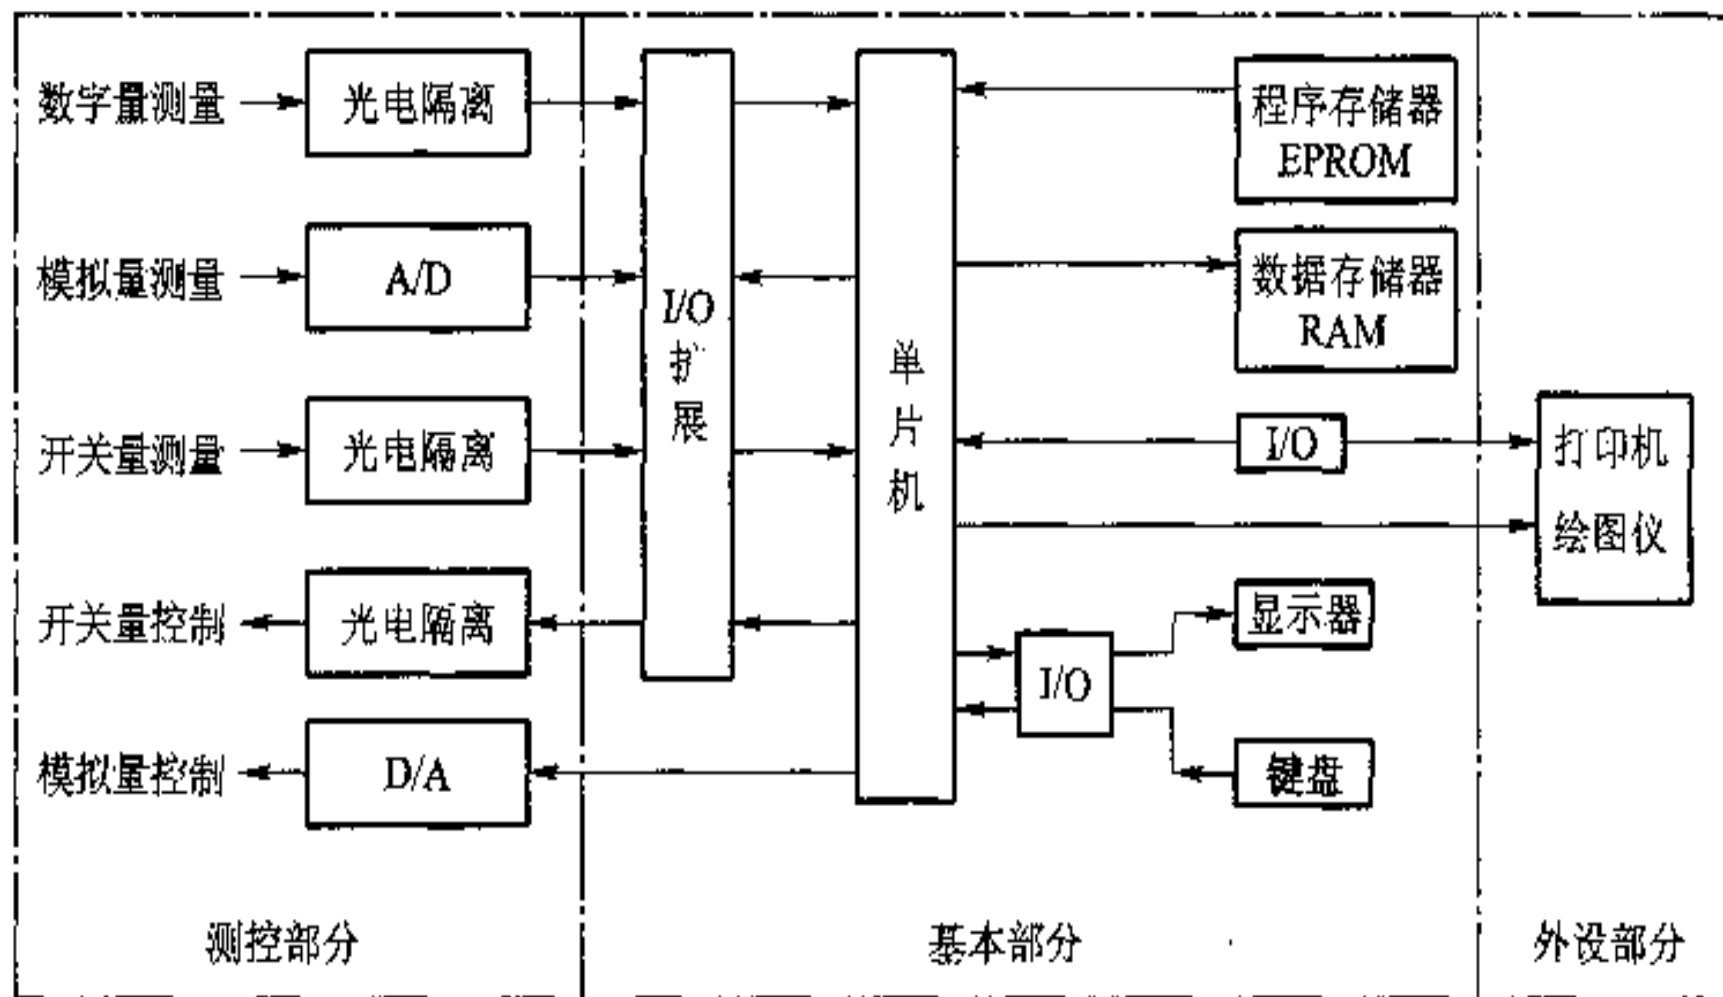 数字量测量
光电隔离
模拟量测量
A/D
开关量测量
光电隔离
开关量控制
光电隔离
模拟量控制
D/A
I/O
扩
展
单
片
机
程序存储器
EPROM
数据存储器
RAM
I/O
打印机
绘图仪
I/O
显示器
键盘
测控部分
基本部分
外设部分